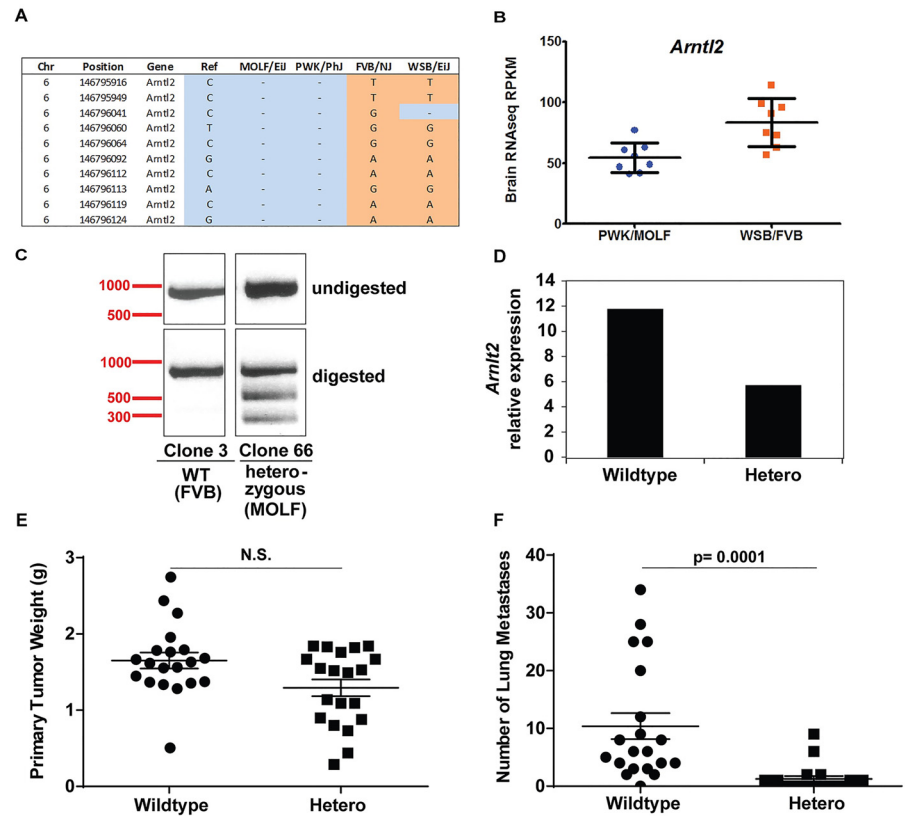 A
Chr Position Gene Ref MOLF/EiJ PWK/PhJ FVB/NJ WSB/EiJ
6 146795916 Arntl2 C - - T T
6 146795949 Arntl2 C - - T T
6 146796041 Arntl2 C - - G -
6 146796060 Arntl2 T - - G G
6 146796064 Arntl2 C - - G G
6 146796092 Arntl2 G - - A A
6 146796112 Arntl2 C - - A A
6 146796113 Arntl2 A - - G G
6 146796119 Arntl2 C - - A A
6 146796124 Arntl2 G - - A A
B
Arntl2
Brain RNAseq RPKM
150
100
50
0
PWK/MOLF WSB/FVB
C
1000
500
undigested
1000
500
300
digested
Clone 3 Clone 66
WT
(FVB)
hetero-
zygous
(MOLF)
D
Arnlt2
relative expression
14
12
10
8
6
4
2
0
Wildtype Hetero
E
N.S.
Primary Tumor Weight (g)
3
2
1
0
Wildtype Hetero
F
p= 0.0001
Number of Lung Metastases
40
30
20
10
0
Wildtype Hetero